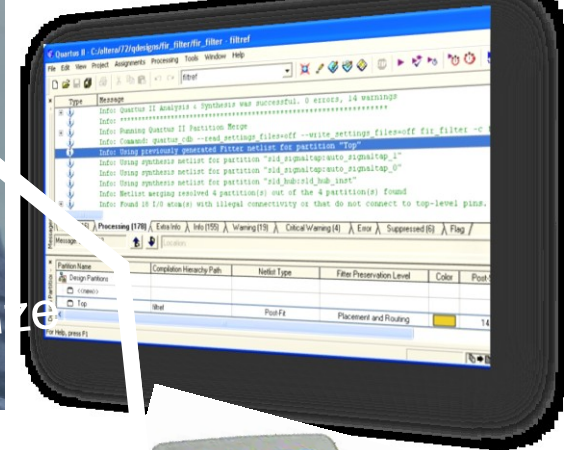 Quartus II - C:/altera/72/qdesigns/fir_filter/fir_filter - filtref
File Edit View Project Assignments Processing Tools Window Help
filtref
Type Message
Info: Quartus II Analysis & Synthesis was successful. 0 errors, 14 warnings
Info: Running Quartus II Partition Merge
Info: Command: quartus_cdb --read_settings_files=off --write_settings_files=off fir_filter -c
Info: Using previously generated Fitter netlist for partition "Top"
Info: Using synthesis netlist for partition "sld_signaltap:auto_signaltap_1"
Info: Using synthesis netlist for partition "sld_signaltap:auto_signaltap_0"
Info: Using synthesis netlist for partition "sld_hub:sld_hub_inst"
Info: Netlist merging resolved 4 partition(s) out of the 4 partition(s) found
Info: Found 18 I/O atom(s) with illegal connectivity or that do not connect to top-level pins.
Processing (178) Extra Info Info (155) Warning (19) Critical Warning (4) Error Suppressed (6) Flag
Location:
Partition Name Compilation Hierarchy Path Netlist Type Fitter Preservation Level Color Post-
Design Partitions
<<new>>
Top filtref Post-Fit Placement and Routing 14
For Help, press F1
ze